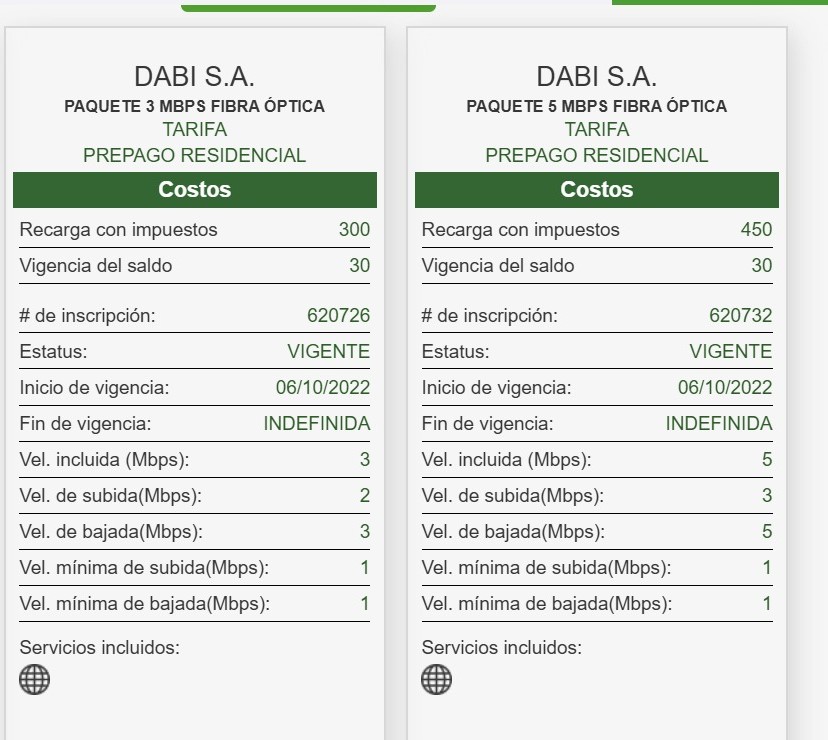 DABI S.A.
PAQUETE 3 MBPS FIBRA ÓPTICA
TARIFA
PREPAGO RESIDENCIAL
Costos
Recarga con impuestos 300
Vigencia del saldo 30
# de inscripción: 620726
Estatus: VIGENTE
Inicio de vigencia: 06/10/2022
Fin de vigencia: INDEFINIDA
Vel. incluida (Mbps): 3
Vel. de subida(Mbps): 2
Vel. de bajada(Mbps): 3
Vel. mínima de subida(Mbps): 1
Vel. mínima de bajada(Mbps): 1
Servicios incluidos:
DABI S.A.
PAQUETE 5 MBPS FIBRA ÓPTICA
TARIFA
PREPAGO RESIDENCIAL
Costos
Recarga con impuestos 450
Vigencia del saldo 30
# de inscripción: 620732
Estatus: VIGENTE
Inicio de vigencia: 06/10/2022
Fin de vigencia: INDEFINIDA
Vel. incluida (Mbps): 5
Vel. de subida(Mbps): 3
Vel. de bajada(Mbps): 5
Vel. mínima de subida(Mbps): 1
Vel. mínima de bajada(Mbps): 1
Servicios incluidos: